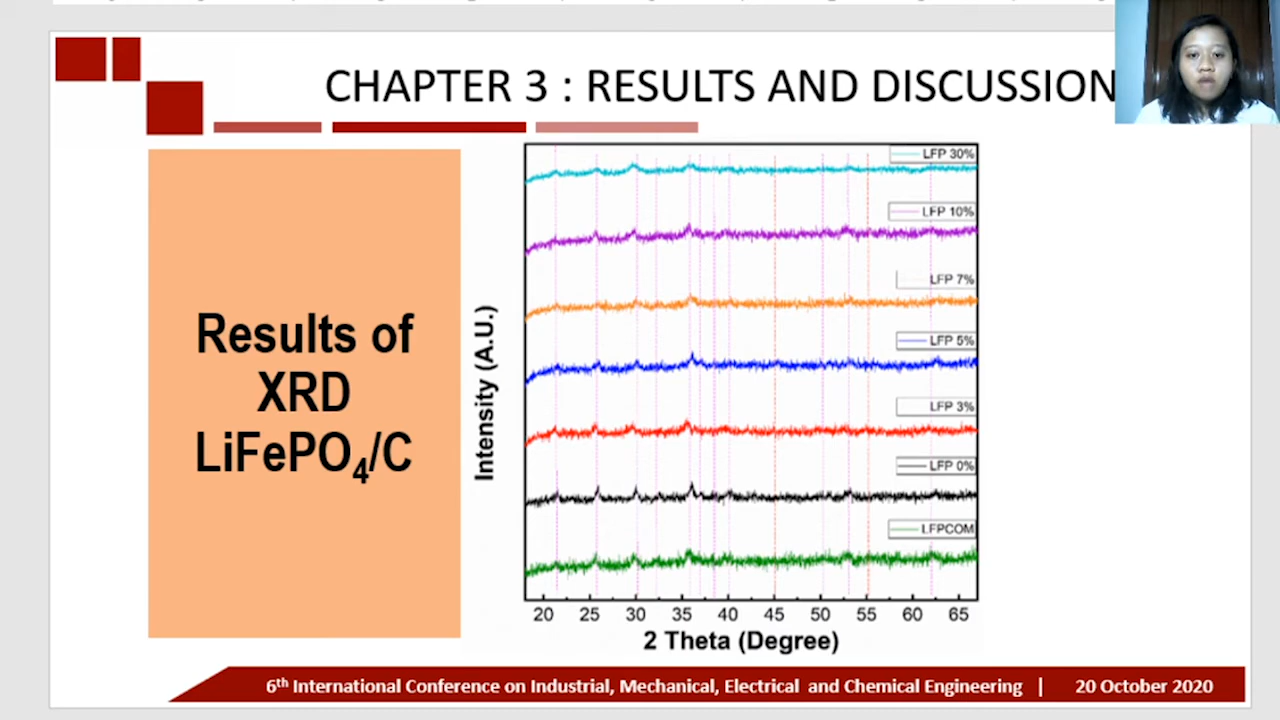 CHAPTER 3 : RESULTS AND DISCUSSION
Results of
XRD
LiFePO₄/C
Intensity (A.U.)
LFP 30%
LFP 10%
LFP 7%
LFP 5%
LFP 3%
LFP 0%
LFPCOM
20 25 30 35 40 45 50 55 60 65
2 Theta (Degree)
6th International Conference on Industrial, Mechanical, Electrical and Chemical Engineering | 20 October 2020